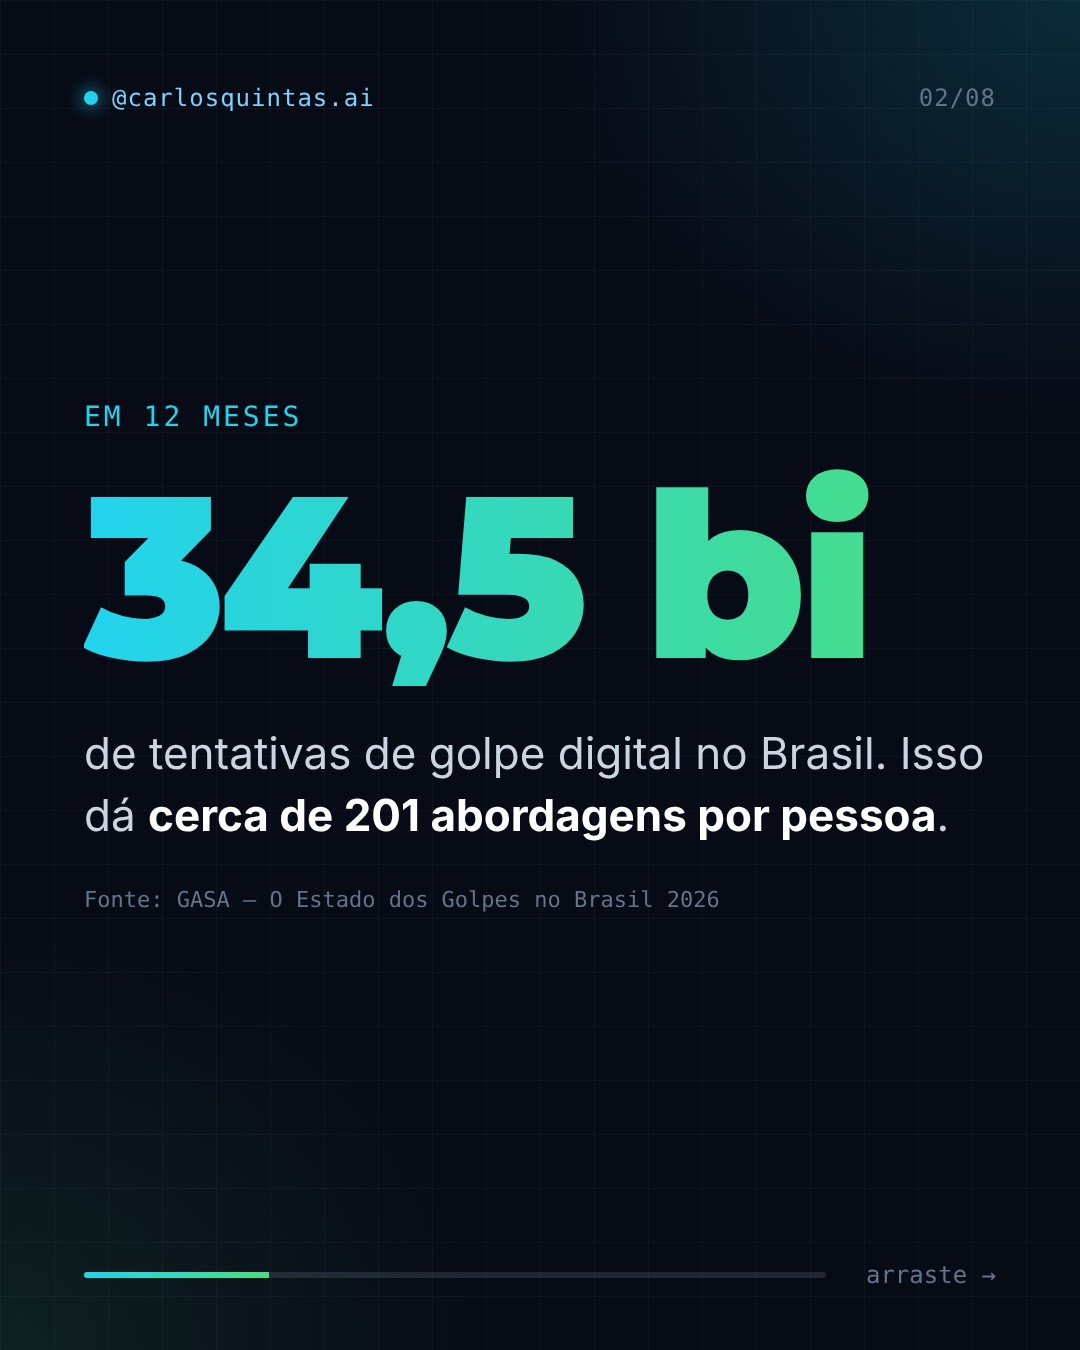 @carlosquintas.ai
02/08
EM 12 MESES
34,5 bi
de tentativas de golpe digital no Brasil. Isso
dá cerca de 201 abordagens por pessoa.
Fonte: GASA — O Estado dos Golpes no Brasil 2026
arraste →